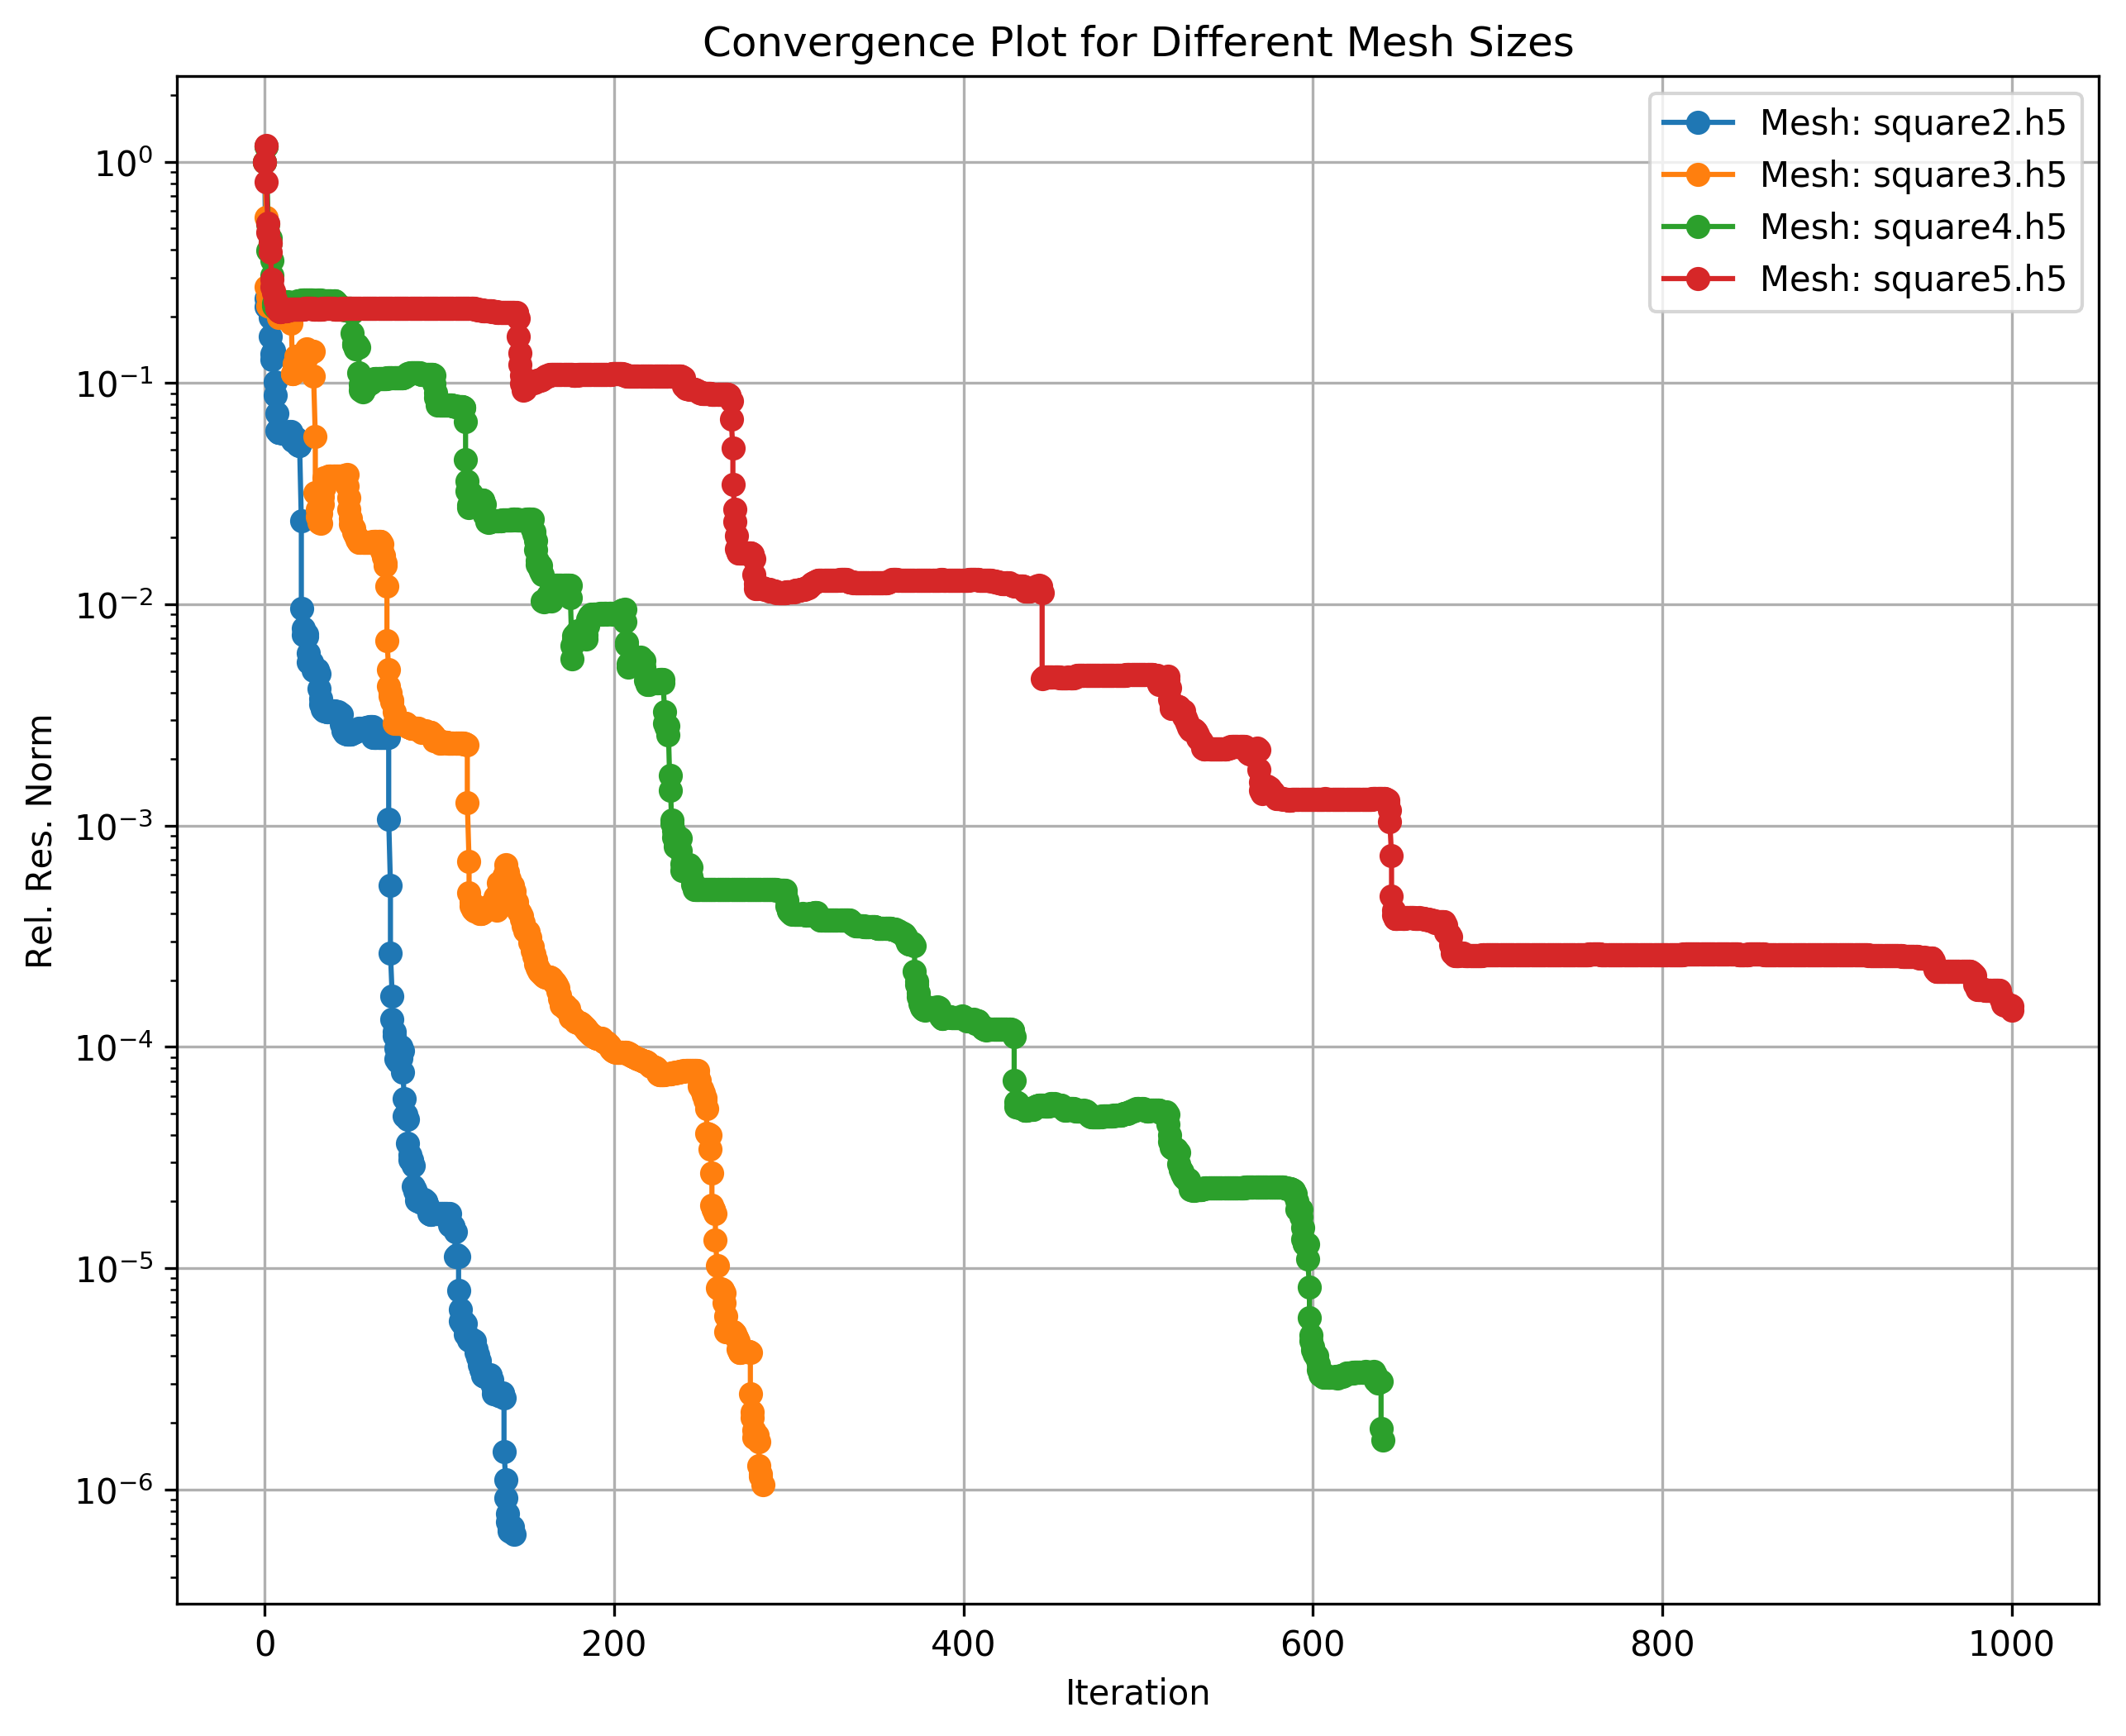 Convergence Plot for Different Mesh Sizes
Mesh: square2.h5
Mesh: square3.h5
Mesh: square4.h5
Mesh: square5.h5
Rel. Res. Norm
10⁰
10⁻¹
10⁻²
10⁻³
10⁻⁴
10⁻⁵
10⁻⁶
0 200 400 600 800 1000
Iteration